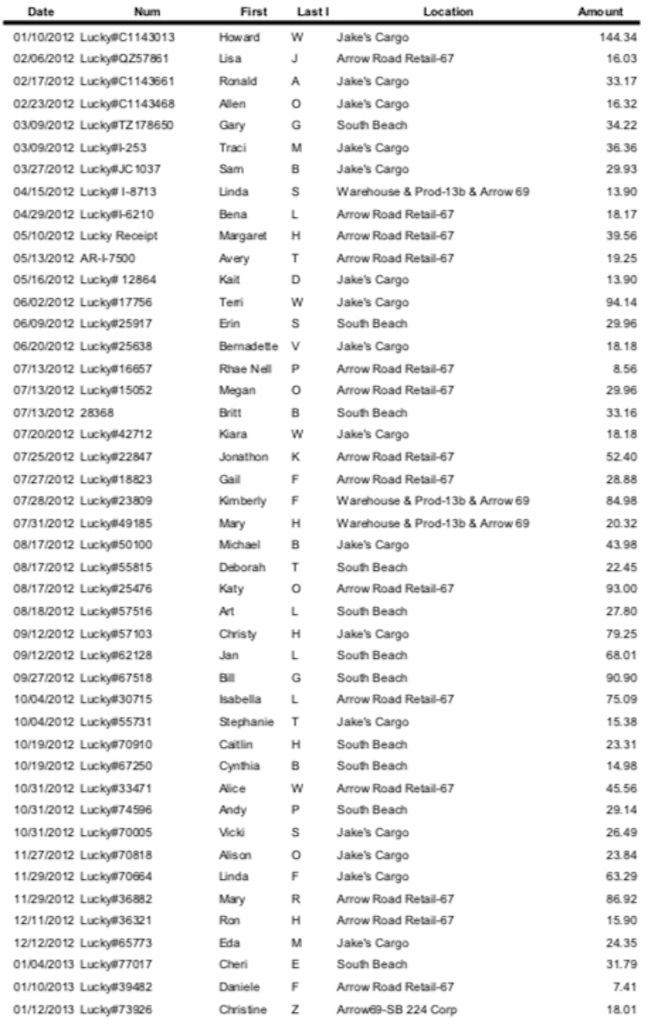 Date Num First Last I Location Amount
01/10/2012 Lucky#C1143013 Howard W Jake's Cargo 144.34
02/06/2012 Lucky#QZ57861 Lisa J Arrow Road Retail-67 16.03
02/17/2012 Lucky#C1143661 Ronald A Jake's Cargo 33.17
02/23/2012 Lucky#C1143468 Allen O Jake's Cargo 16.32
03/09/2012 Lucky#TZ178650 Gary G South Beach 34.22
03/09/2012 Lucky#I-253 Traci M Jake's Cargo 36.36
03/27/2012 Lucky#JC1037 Sam B Jake's Cargo 29.93
04/15/2012 Lucky# I-8713 Linda S Warehouse & Prod-13b & Arrow 69 13.90
04/29/2012 Lucky#I-6210 Bena L Arrow Road Retail-67 18.17
05/10/2012 Lucky Receipt Margaret H Arrow Road Retail-67 39.56
05/13/2012 AR-I-7500 Avery T Arrow Road Retail-67 19.25
05/16/2012 Lucky# 12864 Kait D Jake's Cargo 13.90
06/02/2012 Lucky#17756 Terri W Jake's Cargo 94.14
06/09/2012 Lucky#25917 Erin S South Beach 29.96
06/20/2012 Lucky#25638 Bernadette V Jake's Cargo 18.18
07/13/2012 Lucky#16657 Rhae Nell P Arrow Road Retail-67 8.56
07/13/2012 Lucky#15052 Megan O Arrow Road Retail-67 29.96
07/13/2012 28368 Britt B South Beach 33.16
07/20/2012 Lucky#42712 Kiara W Jake's Cargo 18.18
07/25/2012 Lucky#22847 Jonathon K Arrow Road Retail-67 52.40
07/27/2012 Lucky#18823 Gail F Arrow Road Retail-67 28.88
07/28/2012 Lucky#23809 Kimberly F Warehouse & Prod-13b & Arrow 69 84.98
07/31/2012 Lucky#49185 Mary H Warehouse & Prod-13b & Arrow 69 20.32
08/17/2012 Lucky#50100 Michael B Jake's Cargo 43.98
08/17/2012 Lucky#55815 Deborah T South Beach 22.45
08/17/2012 Lucky#25476 Katy O Arrow Road Retail-67 93.00
08/18/2012 Lucky#57516 Art L South Beach 27.80
09/12/2012 Lucky#57103 Christy H Jake's Cargo 79.25
09/12/2012 Lucky#62128 Jan L South Beach 68.01
09/27/2012 Lucky#67518 Bill G South Beach 90.90
10/04/2012 Lucky#30715 Isabella L Arrow Road Retail-67 75.09
10/04/2012 Lucky#55731 Stephanie T Jake's Cargo 15.38
10/19/2012 Lucky#70910 Caitlin H South Beach 23.31
10/19/2012 Lucky#67250 Cynthia B South Beach 14.98
10/31/2012 Lucky#33471 Alice W Arrow Road Retail-67 45.56
10/31/2012 Lucky#74596 Andy P South Beach 29.14
10/31/2012 Lucky#70005 Vicki S Jake's Cargo 26.49
11/27/2012 Lucky#70818 Alison O Jake's Cargo 23.84
11/29/2012 Lucky#70664 Linda F Jake's Cargo 63.29
11/29/2012 Lucky#36882 Mary R Arrow Road Retail-67 86.92
12/11/2012 Lucky#36321 Ron H Arrow Road Retail-67 15.90
12/12/2012 Lucky#65773 Eda M Jake's Cargo 24.35
01/04/2013 Lucky#77017 Cheri E South Beach 31.79
01/10/2013 Lucky#39482 Daniele F Arrow Road Retail-67 7.41
01/12/2013 Lucky#73926 Christine Z Arrow69-SB 224 Corp 18.01